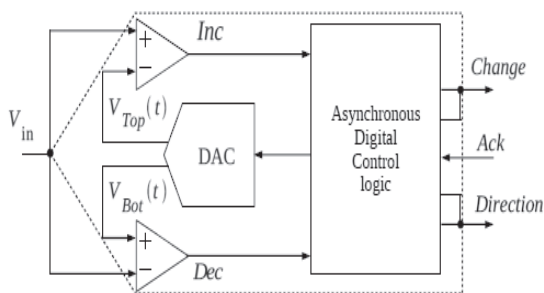 Inc
Change
+
−
V_Top(t)
V_in
Asynchronous
Digital
Control
logic
DAC
Ack
V_Bot(t)
Direction
+
−
Dec